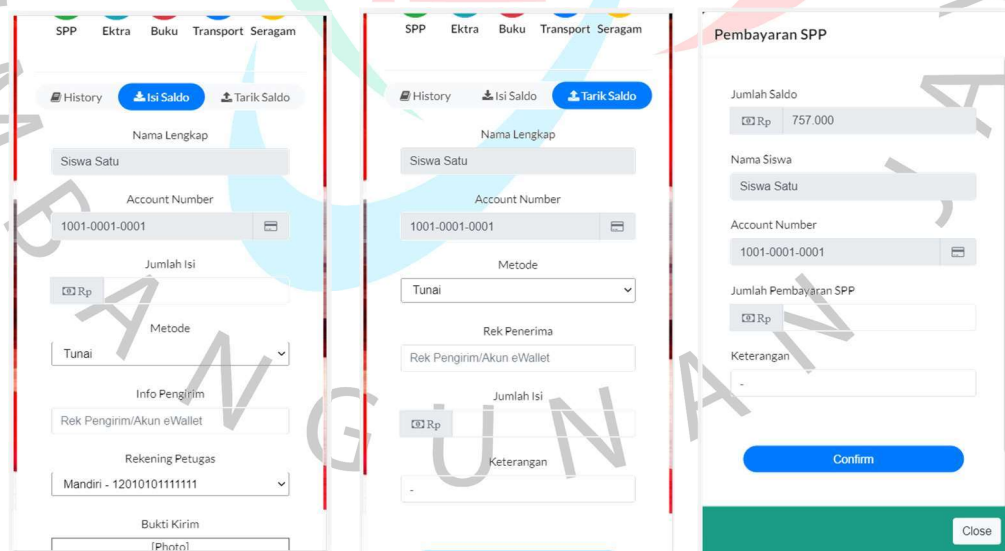 SPP Ektra Buku Transport Seragam
History Isi Saldo Tarik Saldo
Nama Lengkap
Siswa Satu
Account Number
1001-0001-0001
Jumlah Isi
Rp
Metode
Tunai
Info Pengirim
Rek Pengirim/Akun eWallet
Rekening Petugas
Mandiri - 12010101111111
Bukti Kirim
[Photo]
SPP Ektra Buku Transport Seragam
History Isi Saldo Tarik Saldo
Nama Lengkap
Siswa Satu
Account Number
1001-0001-0001
Metode
Tunai
Rek Penerima
Rek Pengirim/Akun eWallet
Jumlah Isi
Rp
Keterangan
-
Pembayaran SPP
Jumlah Saldo
Rp 757.000
Nama Siswa
Siswa Satu
Account Number
1001-0001-0001
Jumlah Pembayaran SPP
Rp
Keterangan
-
Confirm
Close